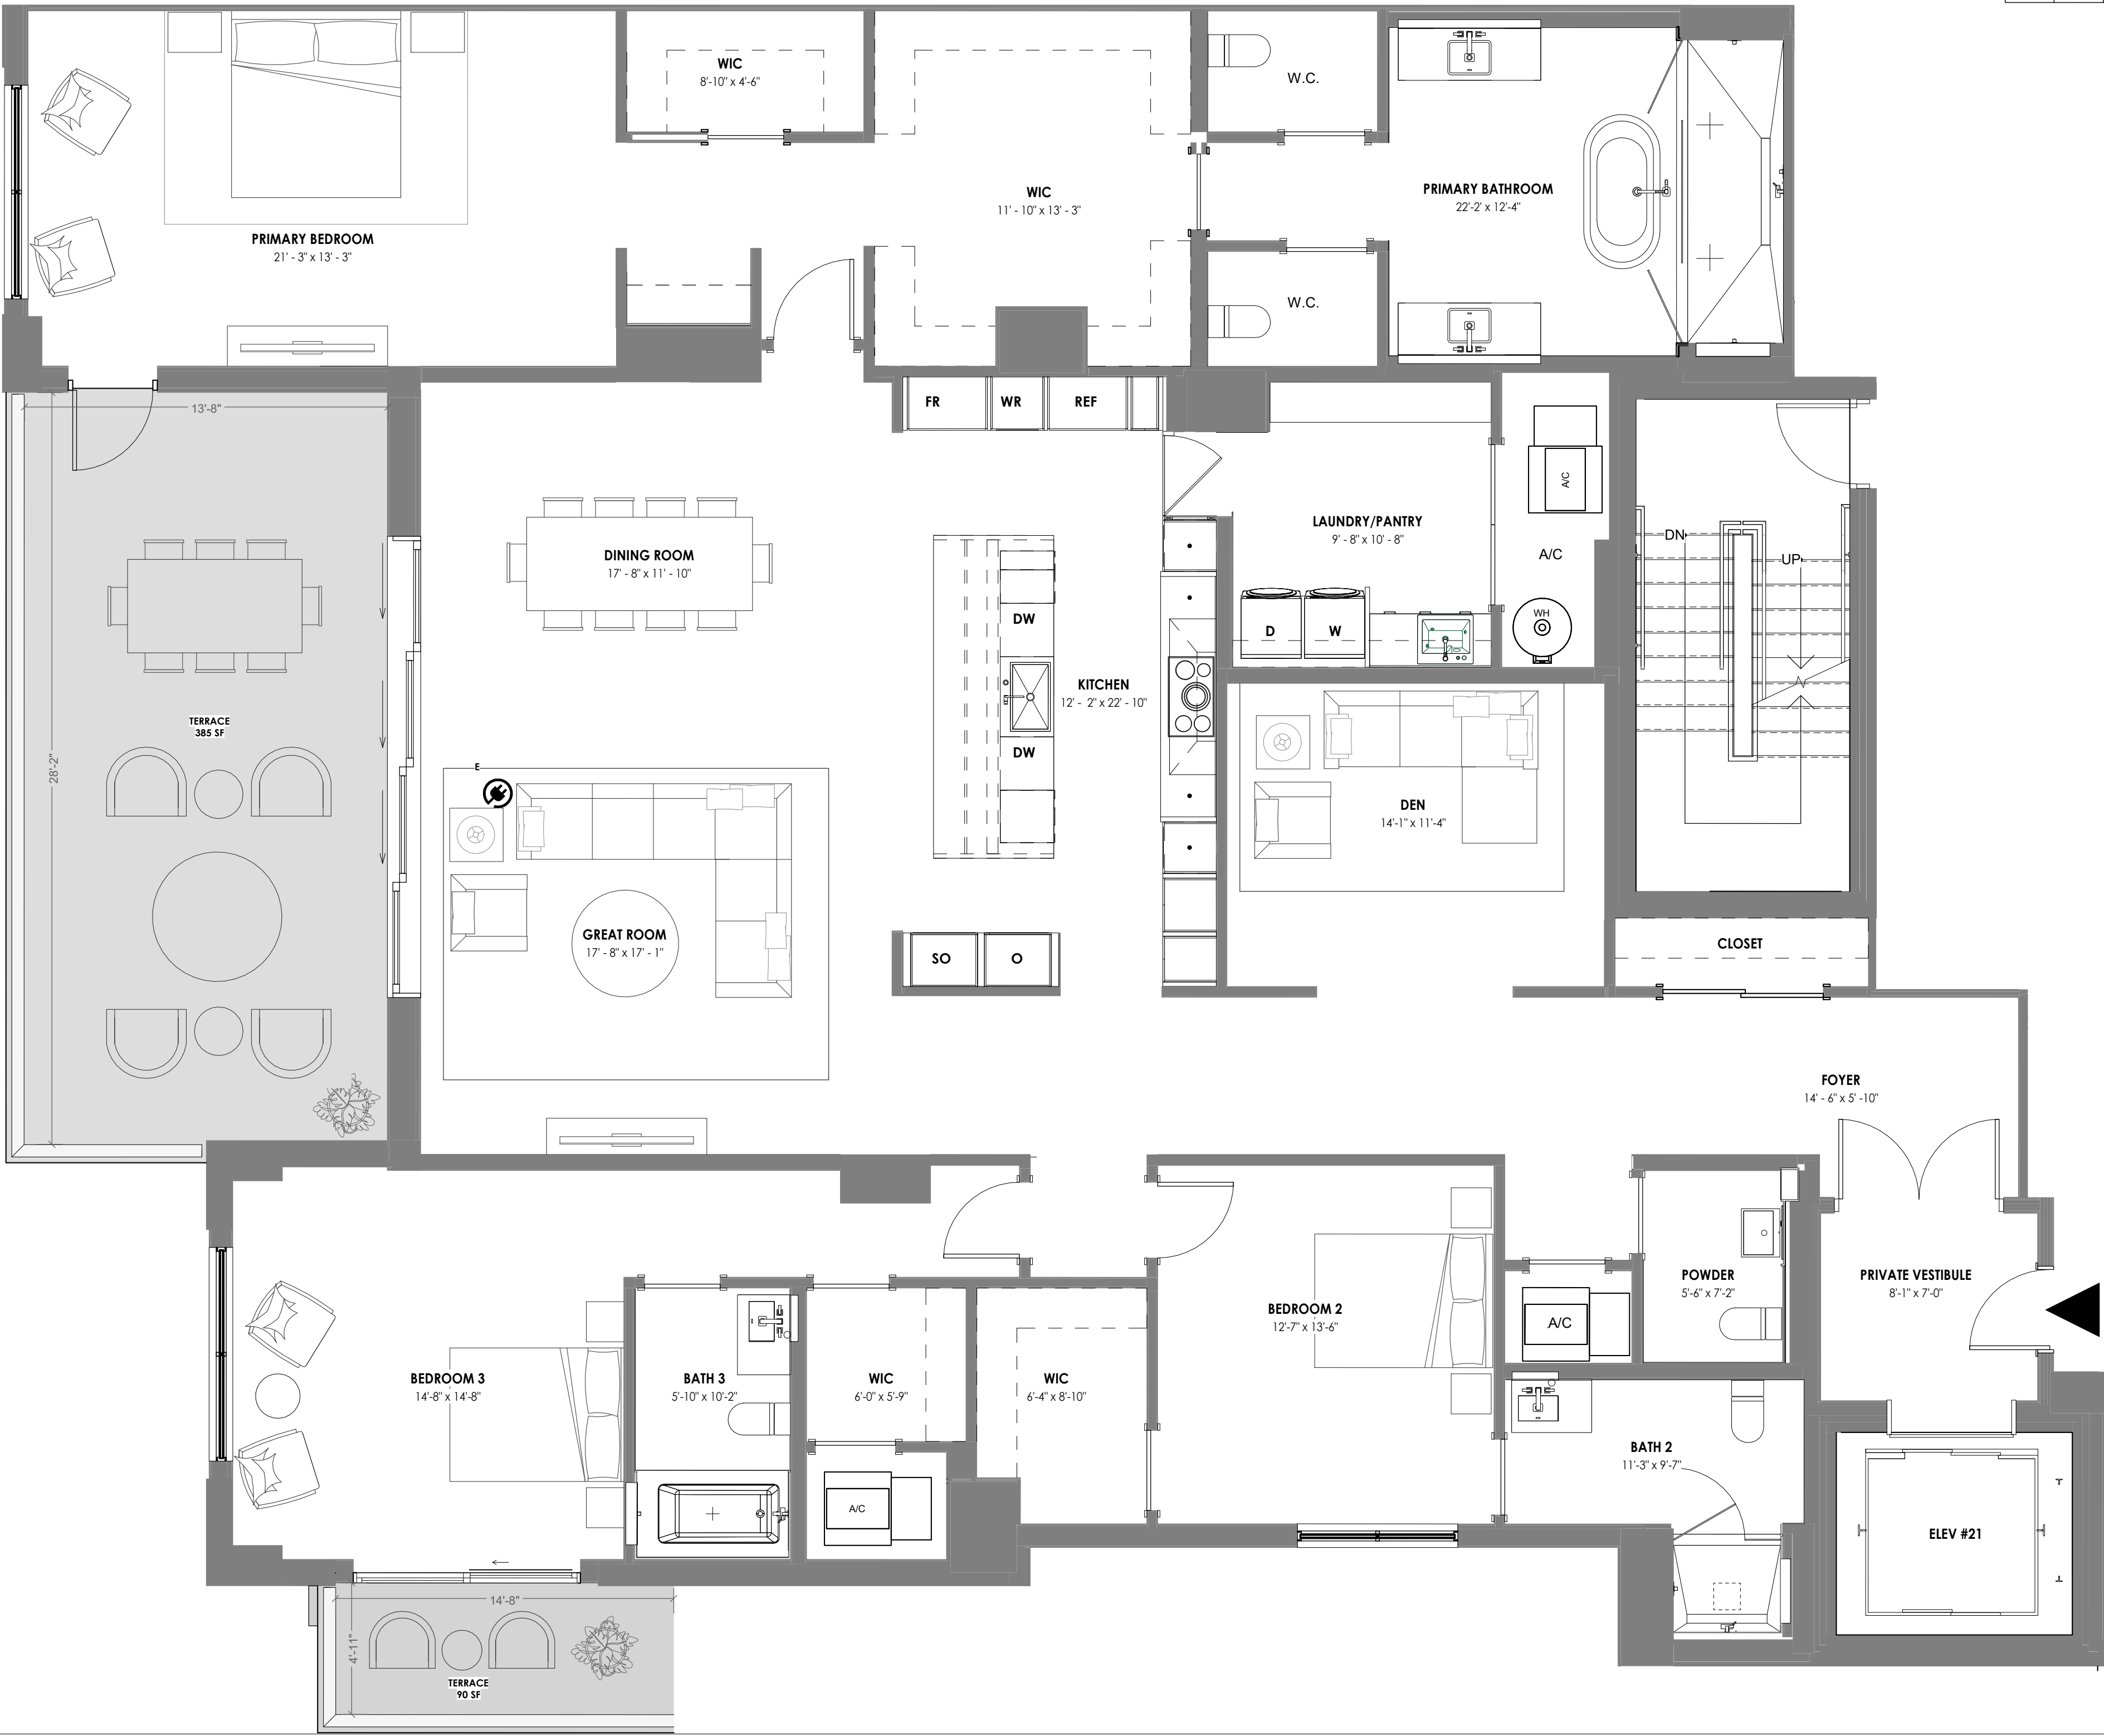 WIC
8'-10" x 4'-6"
W.C.
WIC
11' - 10" x 13' - 3"
PRIMARY BATHROOM
22'-2' x 12'-4"
PRIMARY BEDROOM
21' - 3" x 13' - 3"
W.C.
13'-8"
FR
WR
REF
A/C
LAUNDRY/PANTRY
9' - 8" x 10' - 8"
DN
UP
A/C
DINING ROOM
17' - 8" x 11' - 10"
DW
D
W
WH
KITCHEN
12' - 2" x 22' - 10"
TERRACE
385 SF
28'-2"
DW
E
DEN
14'-1" x 11'-4"
GREAT ROOM
17' - 8" x 17' - 1"
SO
O
CLOSET
FOYER
14' - 6" x 5' -10"
POWDER
5'-6" x 7'-2"
PRIVATE VESTIBULE
8'-1" x 7'-0"
BEDROOM 2
12'-7" x 13'-6"
A/C
BEDROOM 3
14'-8" x 14'-8"
BATH 3
5'-10" x 10'-2"
WIC
6'-0" x 5'-9"
WIC
6'-4" x 8'-10"
BATH 2
11'-3" x 9'-7"
A/C
ELEV #21
14'-8"
4'-11"
TERRACE
90 SF